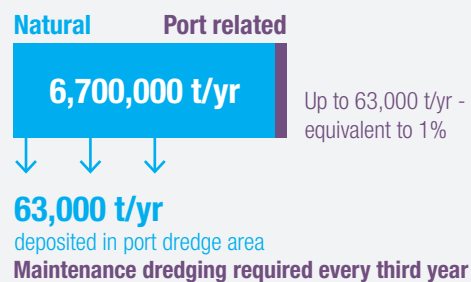 Natural Port related
6,700,000 t/yr
Up to 63,000 t/yr -
equivalent to 1%
63,000 t/yr
deposited in port dredge area
Maintenance dredging required every third year